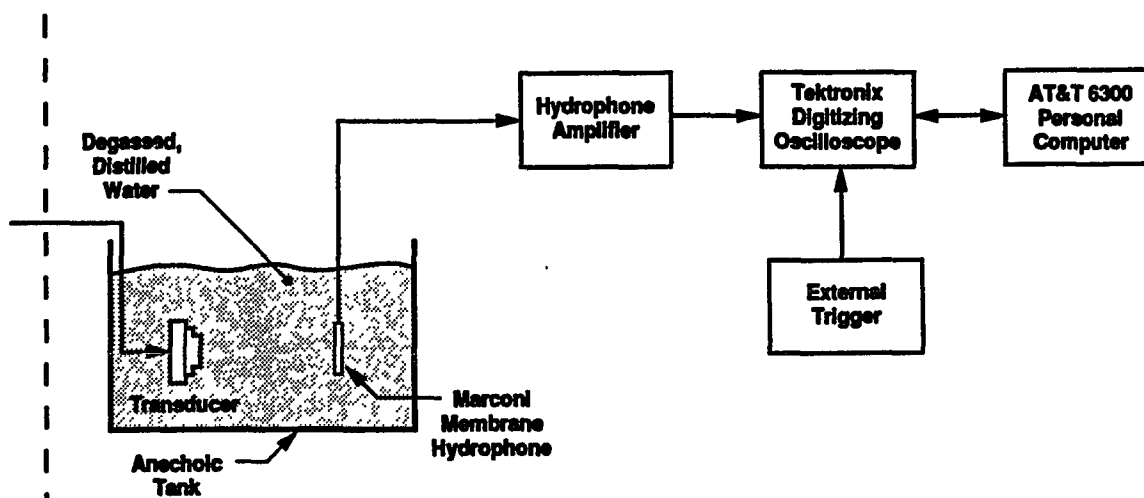 Degassed,
Distilled
Water
Transducer
Anechoic
Tank
Marconi
Membrane
Hydrophone
Hydrophone
Amplifier
Tektronix
Digitizing
Oscilloscope
AT&T 6300
Personal
Computer
External
Trigger